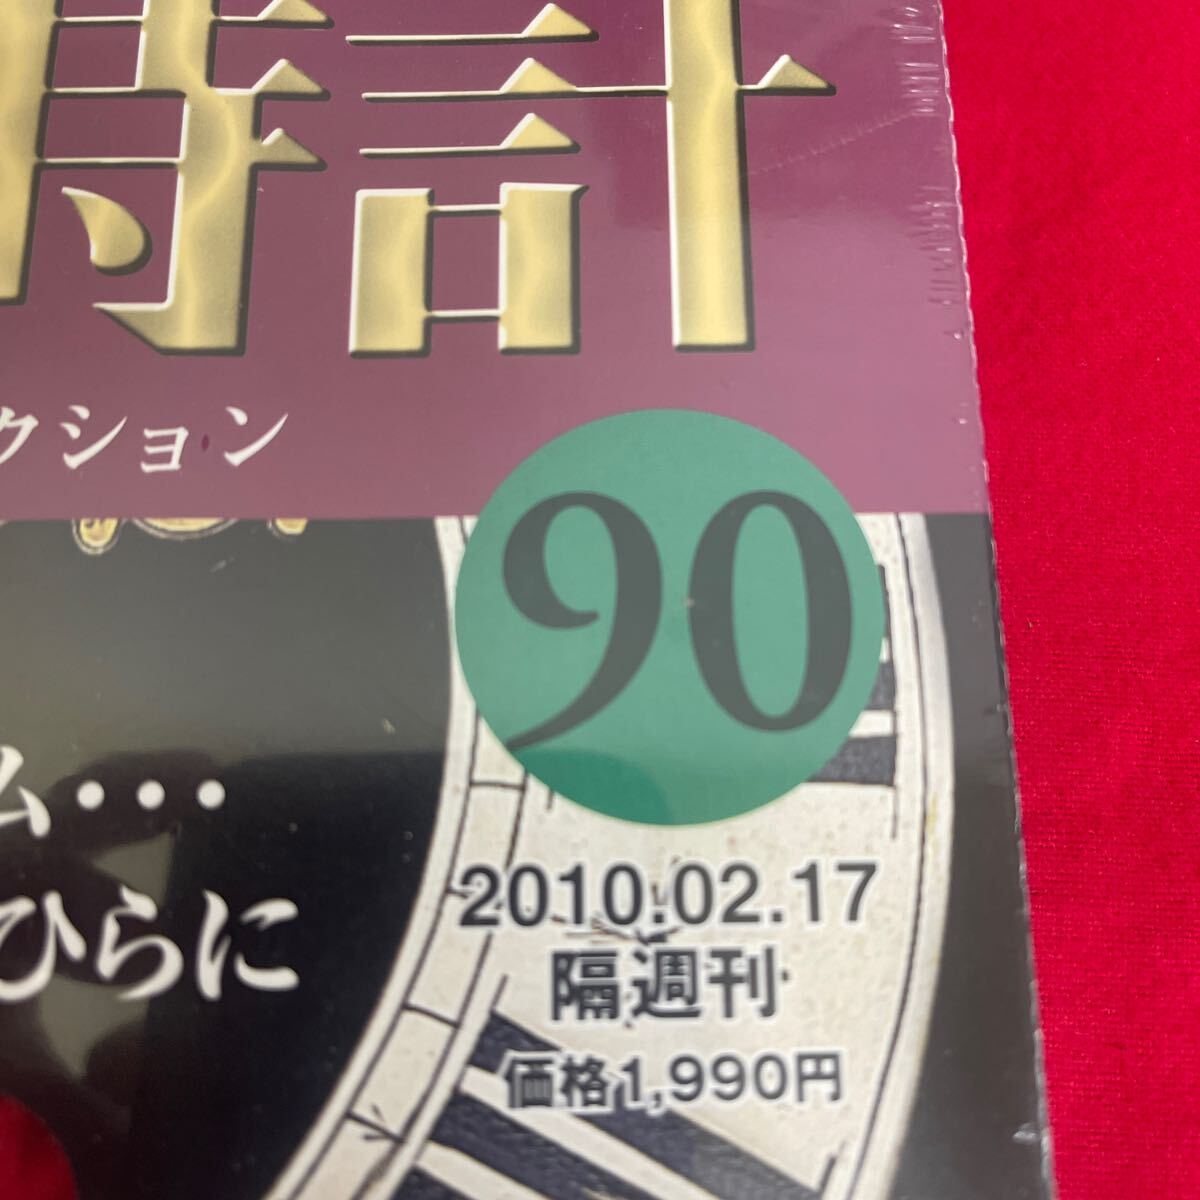 時計
クション
90
ム・・・
ひらに
2010.02.17
隔週刊
価格1,990円